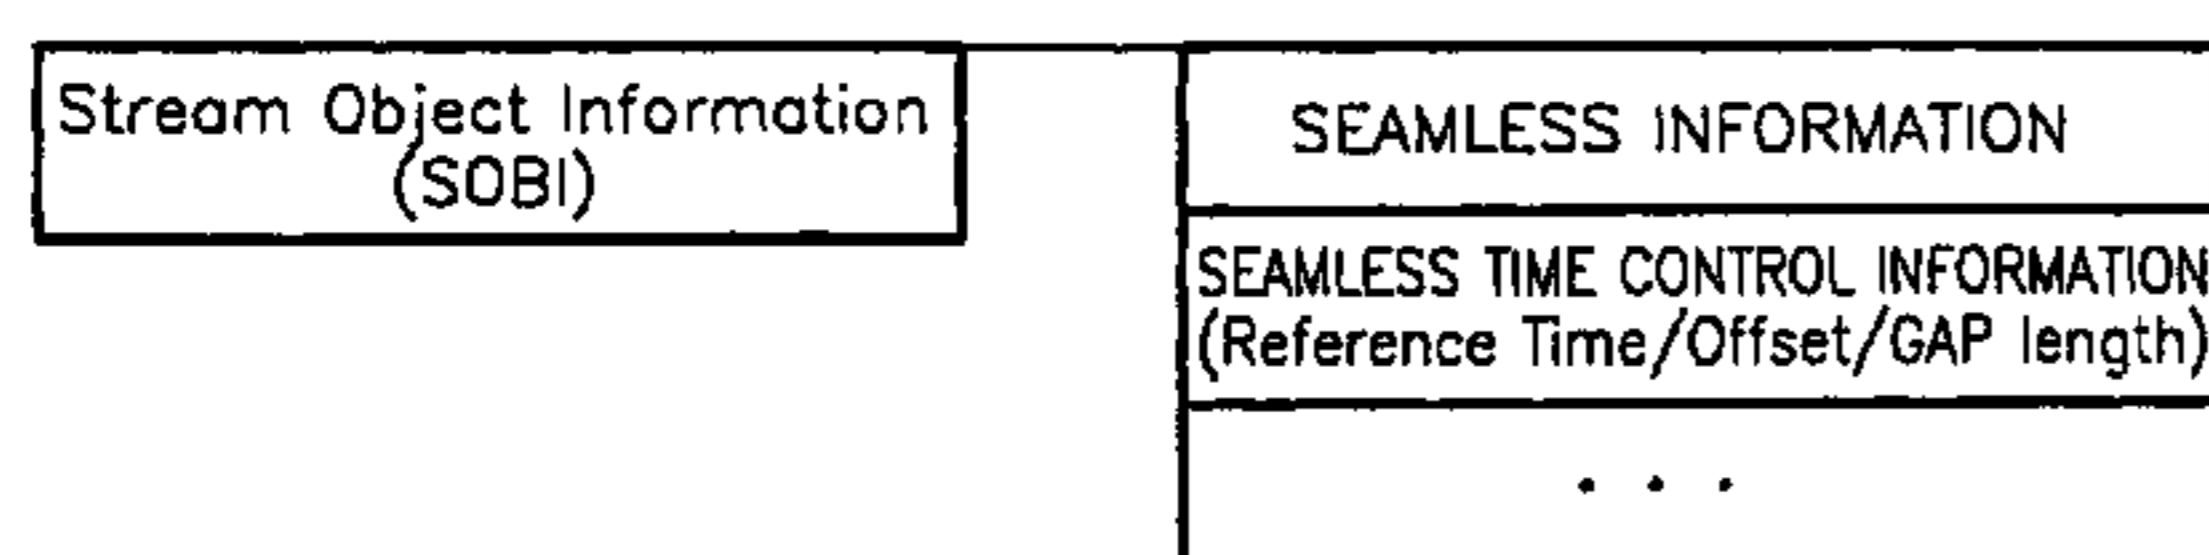 Stream Object Information
(SOBI)
SEAMLESS INFORMATION
SEAMLESS TIME CONTROL INFORMATION
(Reference Time/Offset/GAP length)
. . .